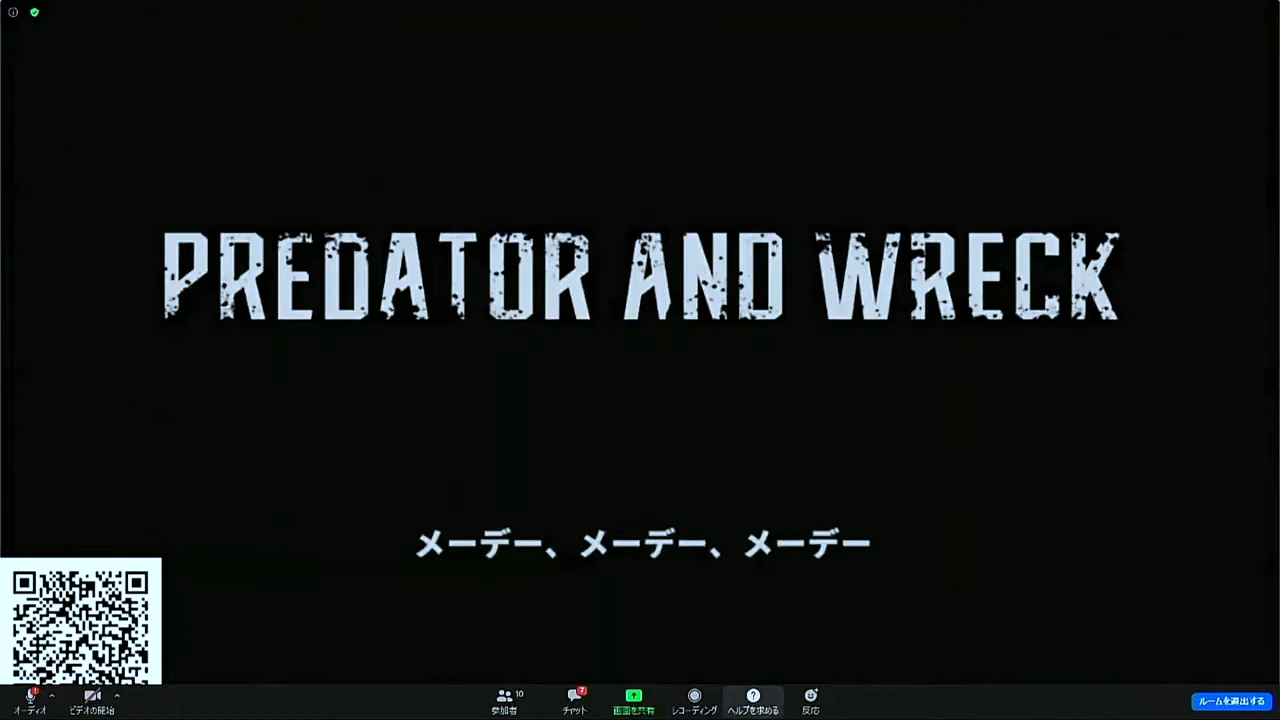 PREDATOR AND WRECK
メーデー、メーデー、メーデー
オーディオ
ビデオの開始
参加者
10
チャット
7
画面を共有
レコーディング
ヘルプを求める
反応
ルームを退出する